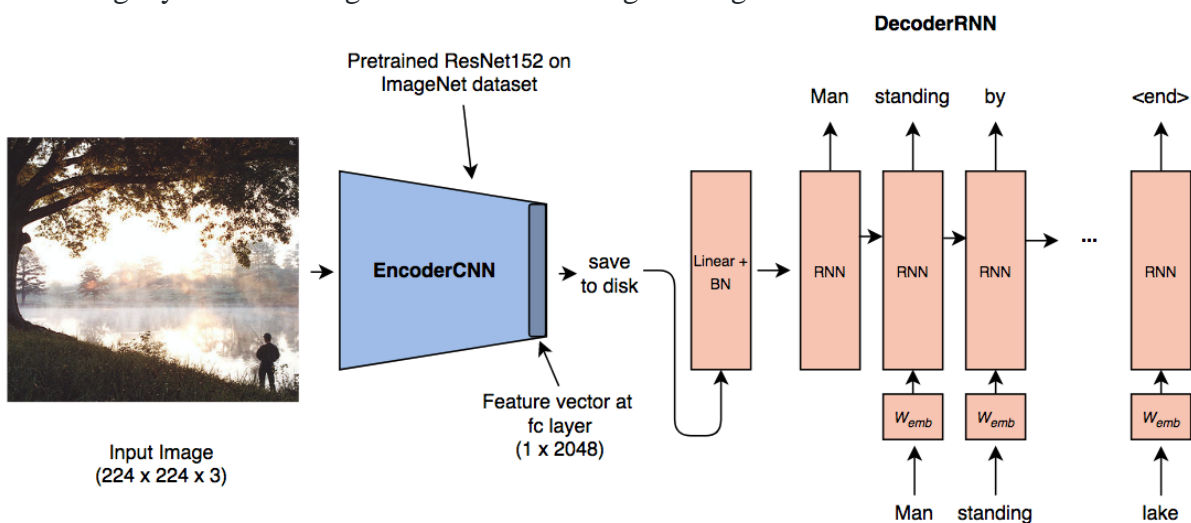 DecoderRNN
Pretrained ResNet152 on
ImageNet dataset
Man standing by <end>
EncoderCNN
save
to disk
Linear +
BN
RNN RNN RNN ... RNN
Feature vector at
fc layer
(1 x 2048)
W_emb W_emb W_emb
Input Image
(224 x 224 x 3)
Man standing lake